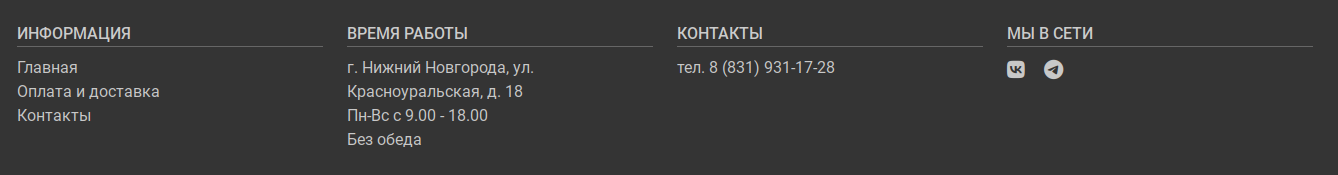 ИНФОРМАЦИЯ
Главная
Оплата и доставка
Контакты
ВРЕМЯ РАБОТЫ
г. Нижний Новгорода, ул.
Красноуральская, д. 18
Пн-Вс с 9.00 - 18.00
Без обеда
КОНТАКТЫ
тел. 8 (831) 931-17-28
МЫ В СЕТИ